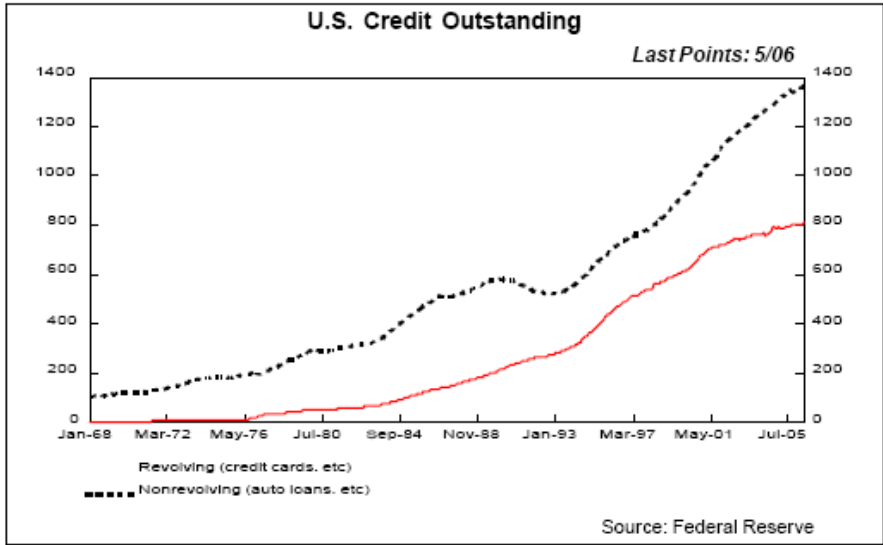 U.S. Credit Outstanding
Last Points: 5/06
1400 1400
1200 1200
1000 1000
800 800
600 600
400 400
200 200
0 0
Jan-68 Mar-72 May-76 Jul-80 Sep-84 Nov-88 Jan-93 Mar-97 May-01 Jul-05
Revolving (credit cards. etc)
Nonrevolving (auto loans. etc)
Source: Federal Reserve